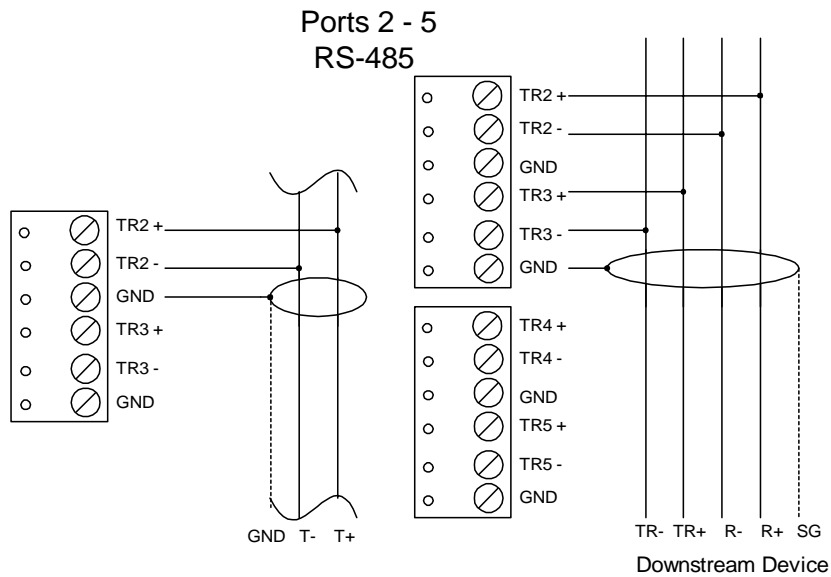 Ports 2 - 5
RS-485
TR2 +
TR2 -
GND
TR3 +
TR3 -
GND
GND T- T+
TR2 +
TR2 -
GND
TR3 +
TR3 -
GND
TR4 +
TR4 -
GND
TR5 +
TR5 -
GND
TR- TR+ R- R+ SG
Downstream Device